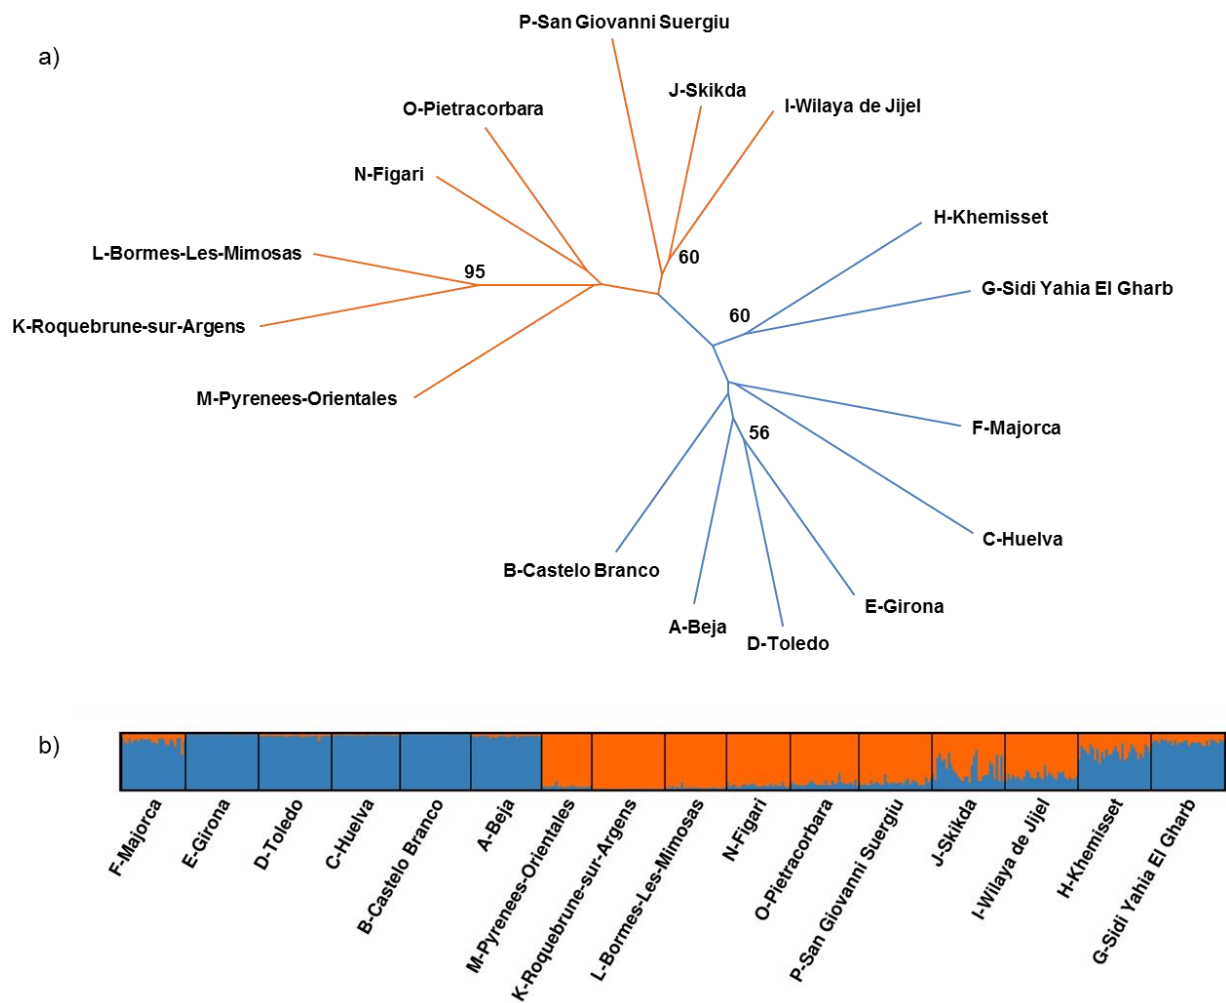 P-San Giovanni Suergiu
a)
J-Skikda
I-Wilaya de Jijel
O-Pietracorbara
N-Figari
H-Khemisset
L-Bormes-Les-Mimosas
95
60
G-Sidi Yahia El Gharb
60
K-Roquebrune-sur-Argens
M-Pyrenees-Orientales
F-Majorca
56
C-Huelva
B-Castelo Branco
E-Girona
A-Beja
D-Toledo
b)
F-Majorca
E-Girona
D-Toledo
C-Huelva
B-Castelo Branco
A-Beja
M-Pyrenees-Orientales
K-Roquebrune-sur-Argens
L-Bormes-Les-Mimosas
N-Figari
O-Pietracorbara
P-San Giovanni Suergiu
J-Skikda
I-Wilaya de Jijel
H-Khemisset
G-Sidi Yahia El Gharb